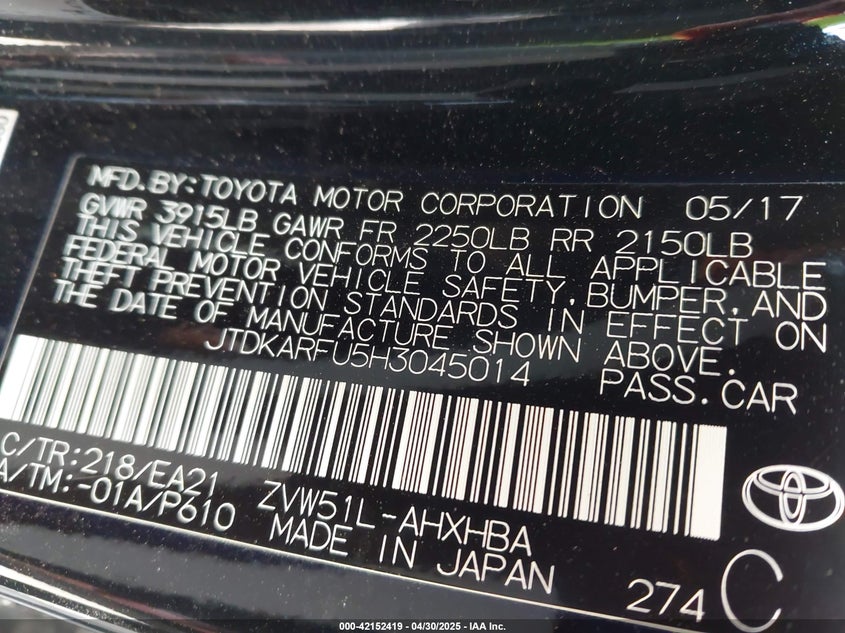 MFD.BY:TOYOTA MOTOR CORPORATION 05/17
GVWR 3915LB GAWR FR 2250LB RR 2150LB
THIS VEHICLE CONFORMS TO ALL APPLICABLE
FEDERAL MOTOR VEHICLE SAFETY,BUMPER,AND
THEFT PREVENTION STANDARDS IN EFFECT ON
THE DATE OF MANUFACTURE SHOWN ABOVE.
JTDKARFU5H3045014 PASS.CAR
C/TR:218/EA21 ZVW51L-AHXHBA
A/TM:-01A/P610 MADE IN JAPAN
274 C
000-42152419 - 04/30/2025 - IAA Inc.